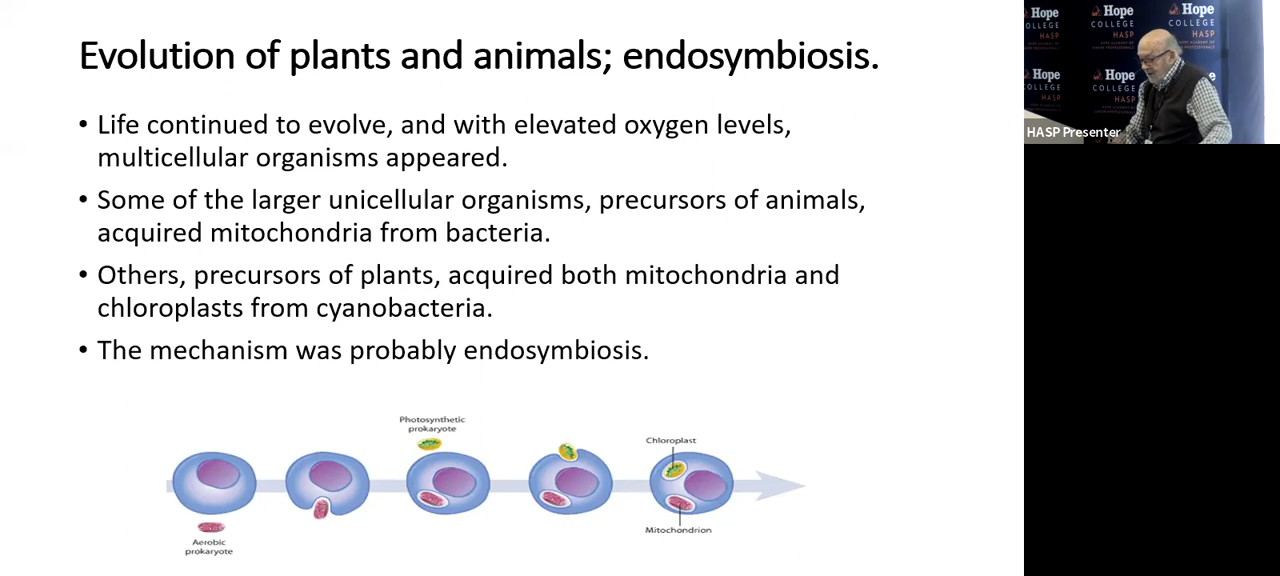 Evolution of plants and animals; endosymbiosis.
• Life continued to evolve, and with elevated oxygen levels,
multicellular organisms appeared.
• Some of the larger unicellular organisms, precursors of animals,
acquired mitochondria from bacteria.
• Others, precursors of plants, acquired both mitochondria and
chloroplasts from cyanobacteria.
• The mechanism was probably endosymbiosis.
Photosynthetic
prokaryote
Chloroplast
Mitochondrion
Aerobic
prokaryote
Hope
COLLEGE
HASP
Hope
COLLEGE
HASP
Hope
COLLEGE
HASP
Hope
COLLEGE
HASP
Hope
COLLEGE
HASP
HASP Presenter